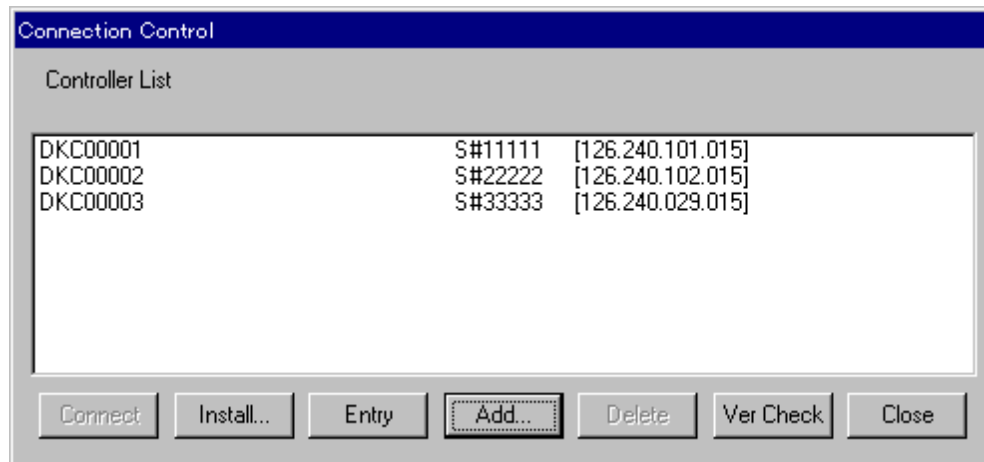 Connection Control
Controller List
DKC00001 S#11111 [126.240.101.015]
DKC00002 S#22222 [126.240.102.015]
DKC00003 S#33333 [126.240.029.015]
Connect Install... Entry Add... Delete Ver Check Close